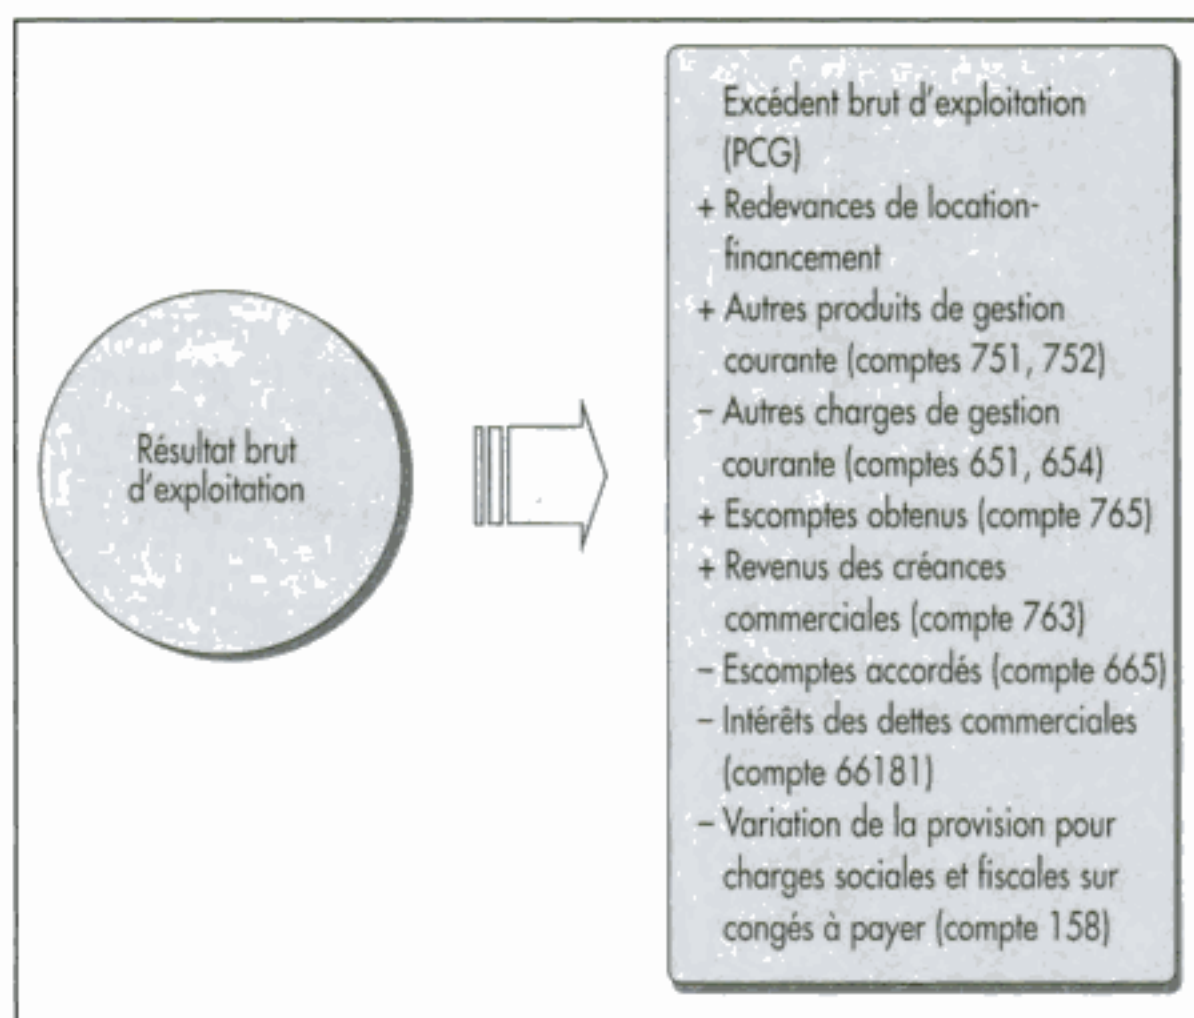 Résultat brut
d'exploitation
Excédent brut d'exploitation
(PCG)
+ Redevances de location-
financement
+ Autres produits de gestion
courante (comptes 751, 752)
– Autres charges de gestion
courante (comptes 651, 654)
+ Escomptes obtenus (compte 765)
+ Revenus des créances
commerciales (compte 763)
– Escomptes accordés (compte 665)
– Intérêts des dettes commerciales
(compte 66181)
– Variation de la provision pour
charges sociales et fiscales sur
congés à payer (compte 158)